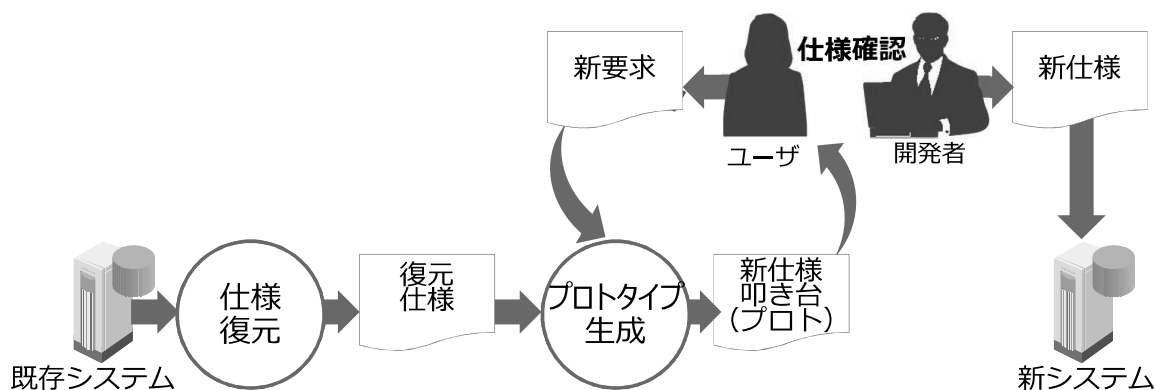 仕様確認
新要求
新仕様
ユーザ
開発者
仕様
復元
復元
仕様
プロトタイプ
生成
新仕様
叩き台
(プロト)
既存システム
新システム